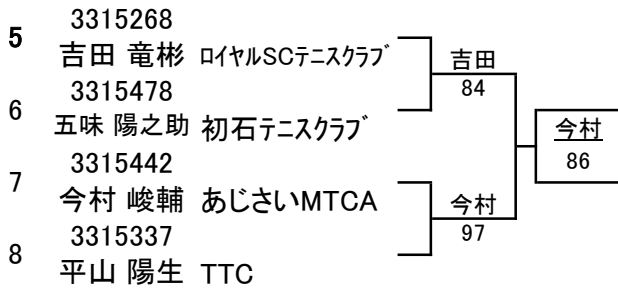 3315268
5 吉田 竜彬 ロイヤルSCテニスクラブ
吉田
84
3315478
6 五味 陽之助 初石テニスクラブ
今村
86
3315442
7 今村 峻輔 あじさいMTCA
今村
97
3315337
8 平山 陽生 TTC